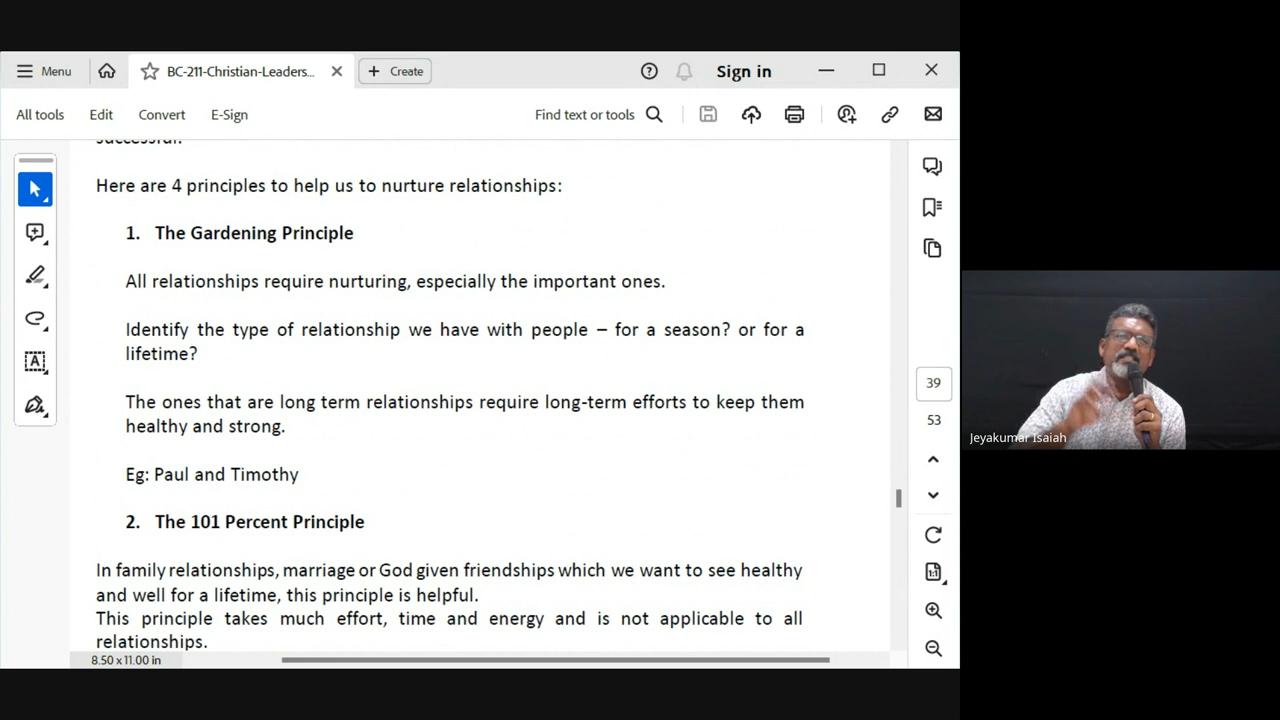 Menu
BC-211-Christian-Leaders...
Create
Sign in
All tools
Edit
Convert
E-Sign
Find text or tools
successful.
Here are 4 principles to help us to nurture relationships:
1. The Gardening Principle
All relationships require nurturing, especially the important ones.
Identify the type of relationship we have with people – for a season? or for a
lifetime?
The ones that are long term relationships require long-term efforts to keep them
healthy and strong.
Eg: Paul and Timothy
2. The 101 Percent Principle
In family relationships, marriage or God given friendships which we want to see healthy
and well for a lifetime, this principle is helpful.
This principle takes much effort, time and energy and is not applicable to all
relationships.
8.50 x 11.00 in
39
53
1:1
Jeyakumar Isaiah